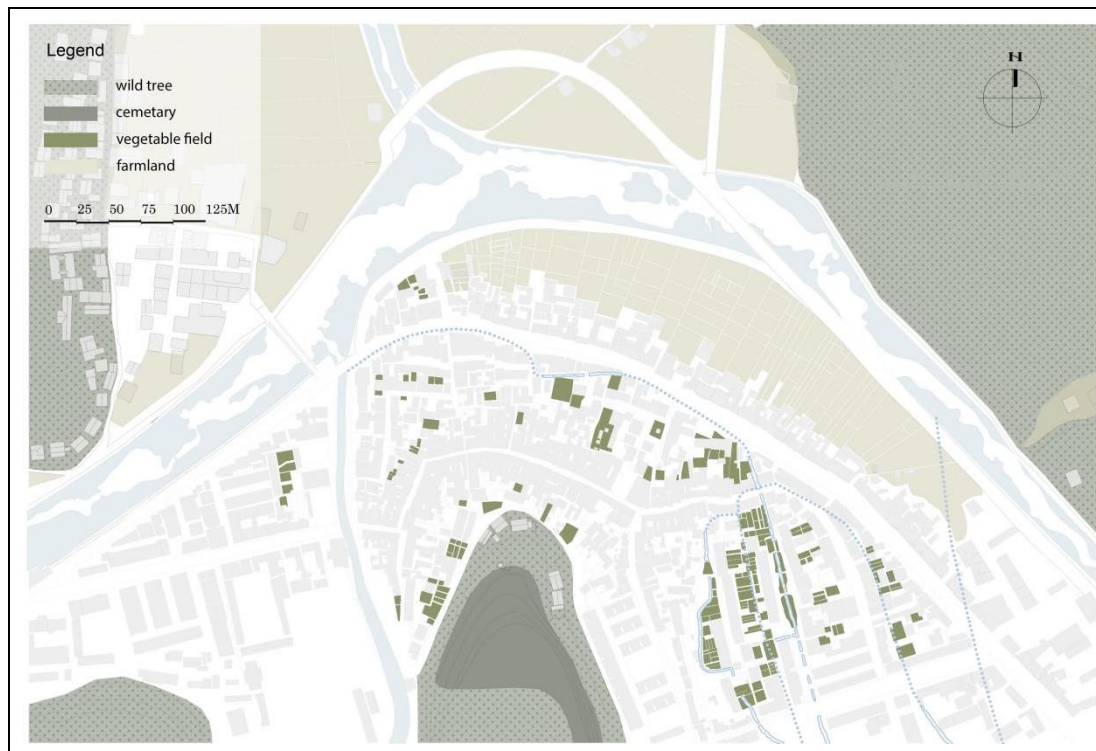 Legend
wild tree
cemetary
vegetable field
farmland
0 25 50 75 100 125M
N